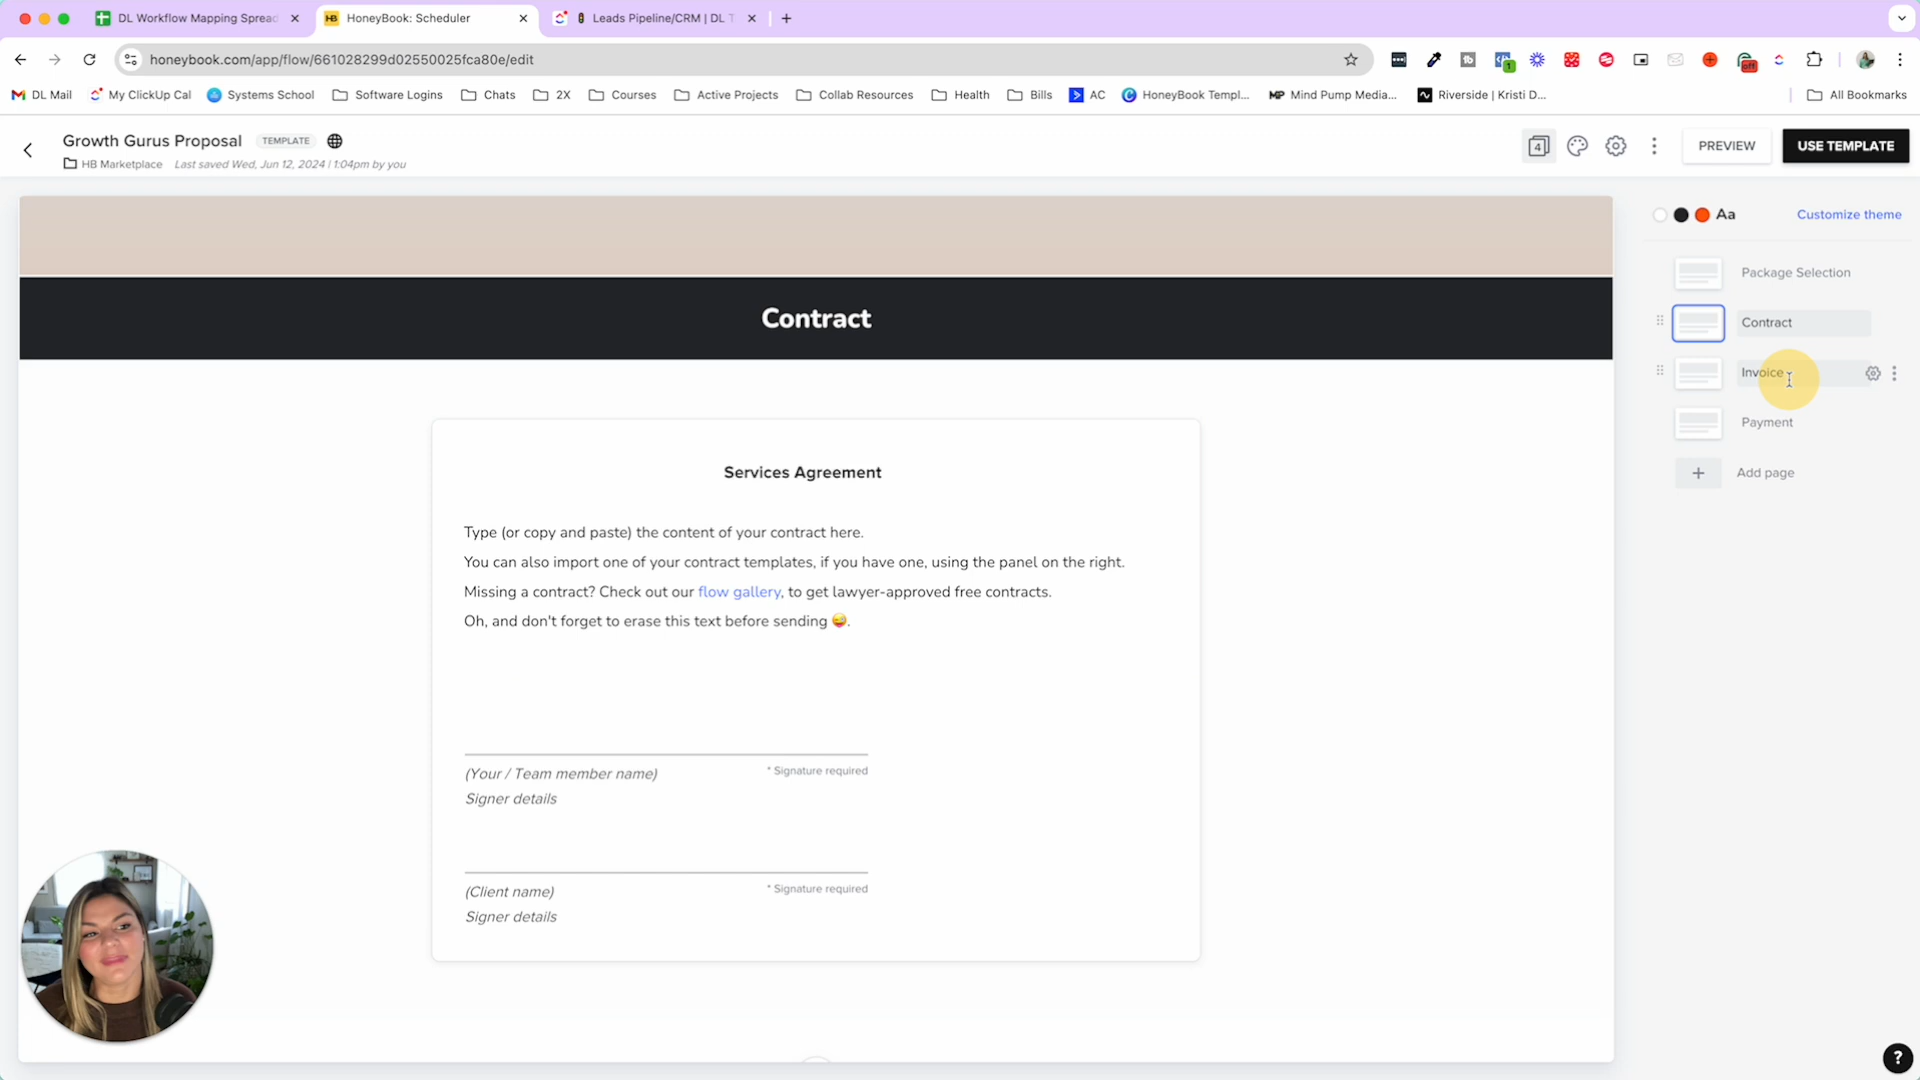 DL Workflow Mapping Spread
HoneyBook: Scheduler
Leads Pipeline/CRM | DL T
honeybook.com/app/flow/661028299d02550025fca80e/edit
1
off
DL Mail
My ClickUp Cal
Systems School
Software Logins
Chats
2X
Courses
Active Projects
Collab Resources
Health
Bills
AC
HoneyBook Templ...
Mind Pump Media...
Riverside | Kristi D...
All Bookmarks
Growth Gurus Proposal
TEMPLATE
HB Marketplace
Last saved Wed, Jun 12, 2024 | 1:04pm by you
4
PREVIEW
USE TEMPLATE
Aa
Customize theme
Package Selection
Contract
Invoice
Payment
+ Add page
Contract
Services Agreement
Type (or copy and paste) the content of your contract here.
You can also import one of your contract templates, if you have one, using the panel on the right.
Missing a contract? Check out our flow gallery, to get lawyer-approved free contracts.
Oh, and don't forget to erase this text before sending 😜.
(Your / Team member name)
* Signature required
Signer details
(Client name)
* Signature required
Signer details
?